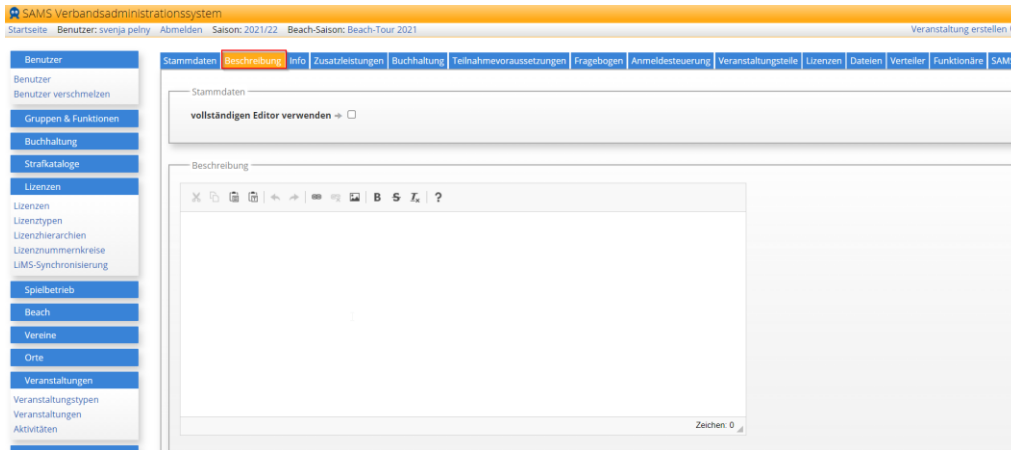 SAMS Verbandsadministrationssystem
Startseite Benutzer: svenja pelny Abmelden Saison: 2021/22 Beach-Saison: Beach-Tour 2021 Veranstaltung erstellen
Benutzer
Benutzer
Benutzer verschmelzen
Gruppen & Funktionen
Buchhaltung
Strafkataloge
Lizenzen
Lizenzen
Lizenztypen
Lizenzhierarchien
Lizenznummernkreise
LiMS-Synchronisierung
Spielbetrieb
Beach
Vereine
Orte
Veranstaltungen
Veranstaltungstypen
Veranstaltungen
Aktivitäten
Stammdaten Beschreibung Info Zusatzleistungen Buchhaltung Teilnahmevoraussetzungen Fragebogen Anmeldesteuerung Veranstaltungsteile Lizenzen Dateien Verteiler Funktionäre SAMS
Stammdaten
vollständigen Editor verwenden
Beschreibung
B S Ix ?
Zeichen: 0